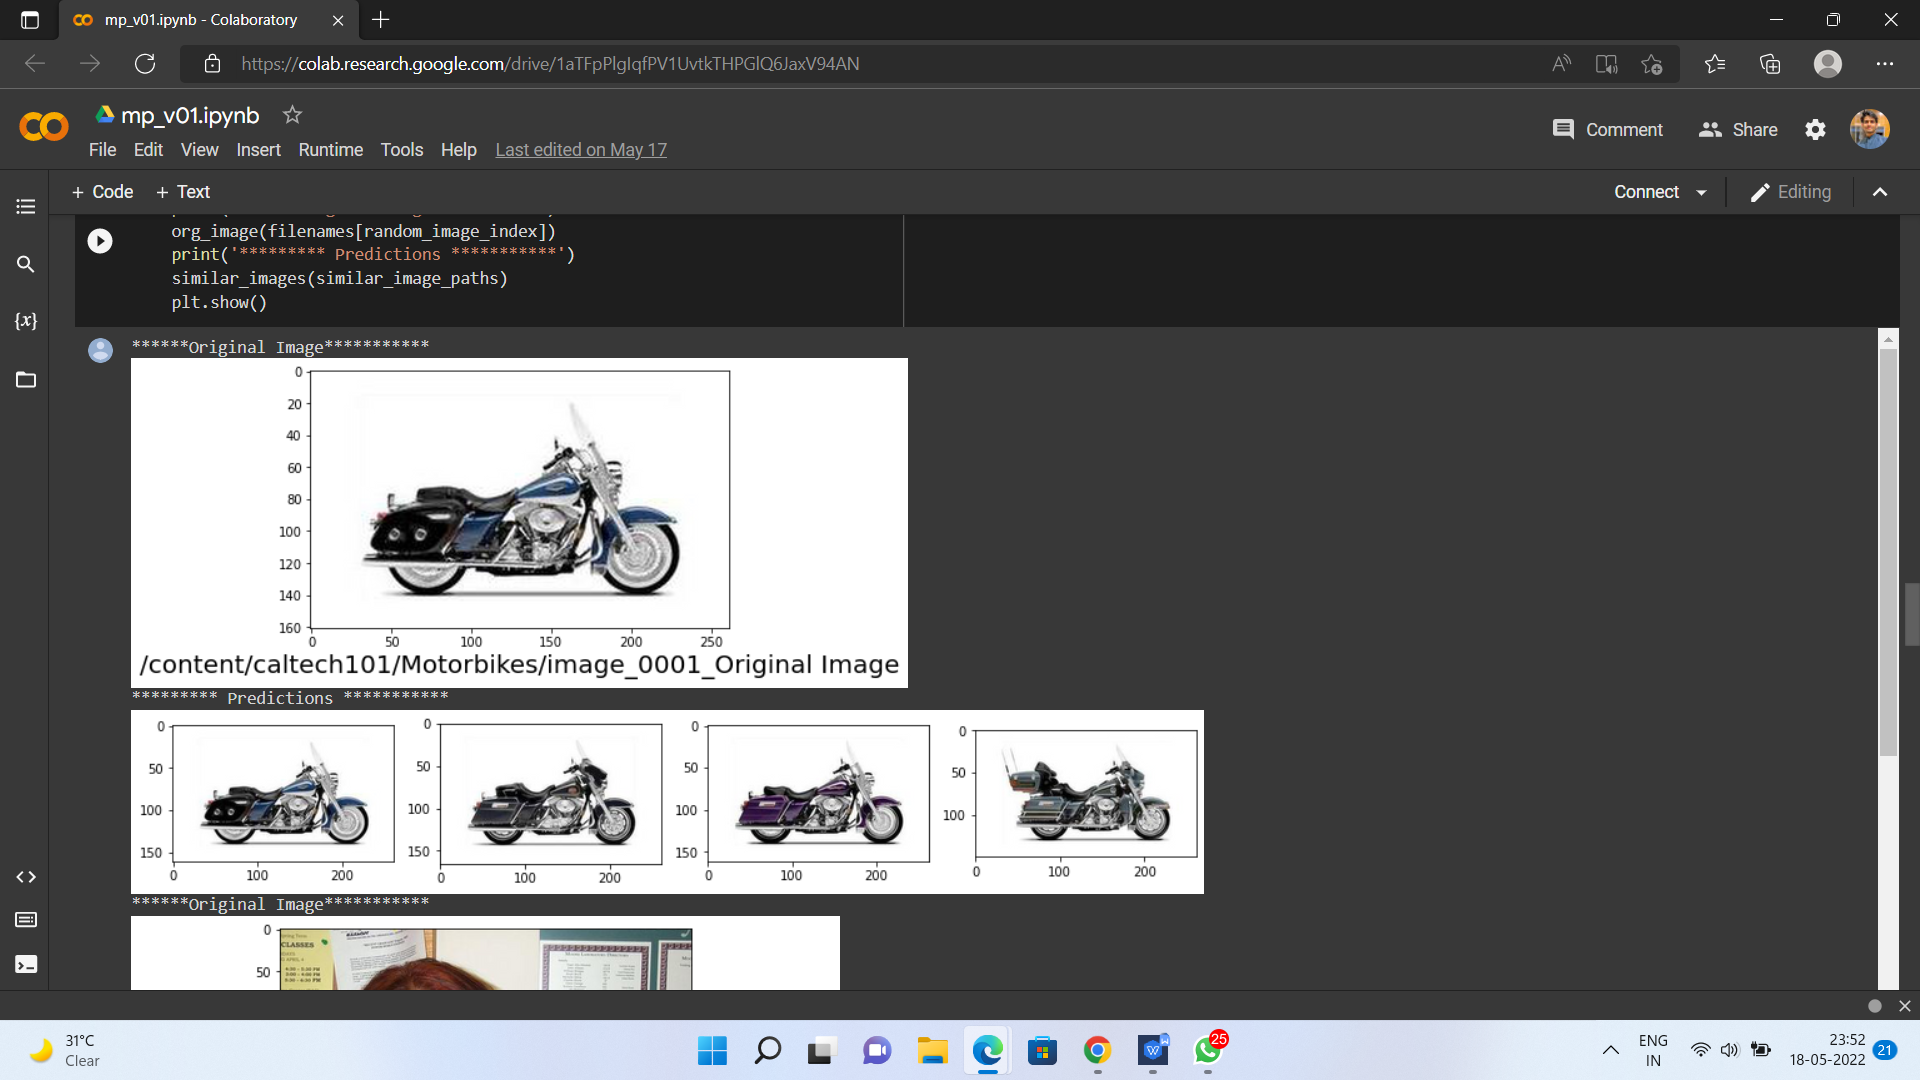 mp_v01.ipynb - Colaboratory
https://colab.research.google.com/drive/1aTFpPlgIqfPV1UvtkTHPGlQ6JaxV94AN
mp_v01.ipynb
Comment
Share
File Edit View Insert Runtime Tools Help Last edited on May 17
+ Code + Text
Connect
Editing
org_image(filenames[random_image_index])
print('********* Predictions ***********')
similar_images(similar_image_paths)
plt.show()
{x}
******Original Image***********
0
20
40
60
80
100
120
140
160
0 50 100 150 200 250
/content/caltech101/Motorbikes/image_0001_Original Image
********* Predictions ***********
0 50 100 150
0 100 200
0 50 100 150
0 100 200
0 50 100 150
0 100 200
0 50 100
0 100 200
******Original Image***********
0
50
CLASSES
31°C
Clear
25
ENG
IN
23:52
18-05-2022
21